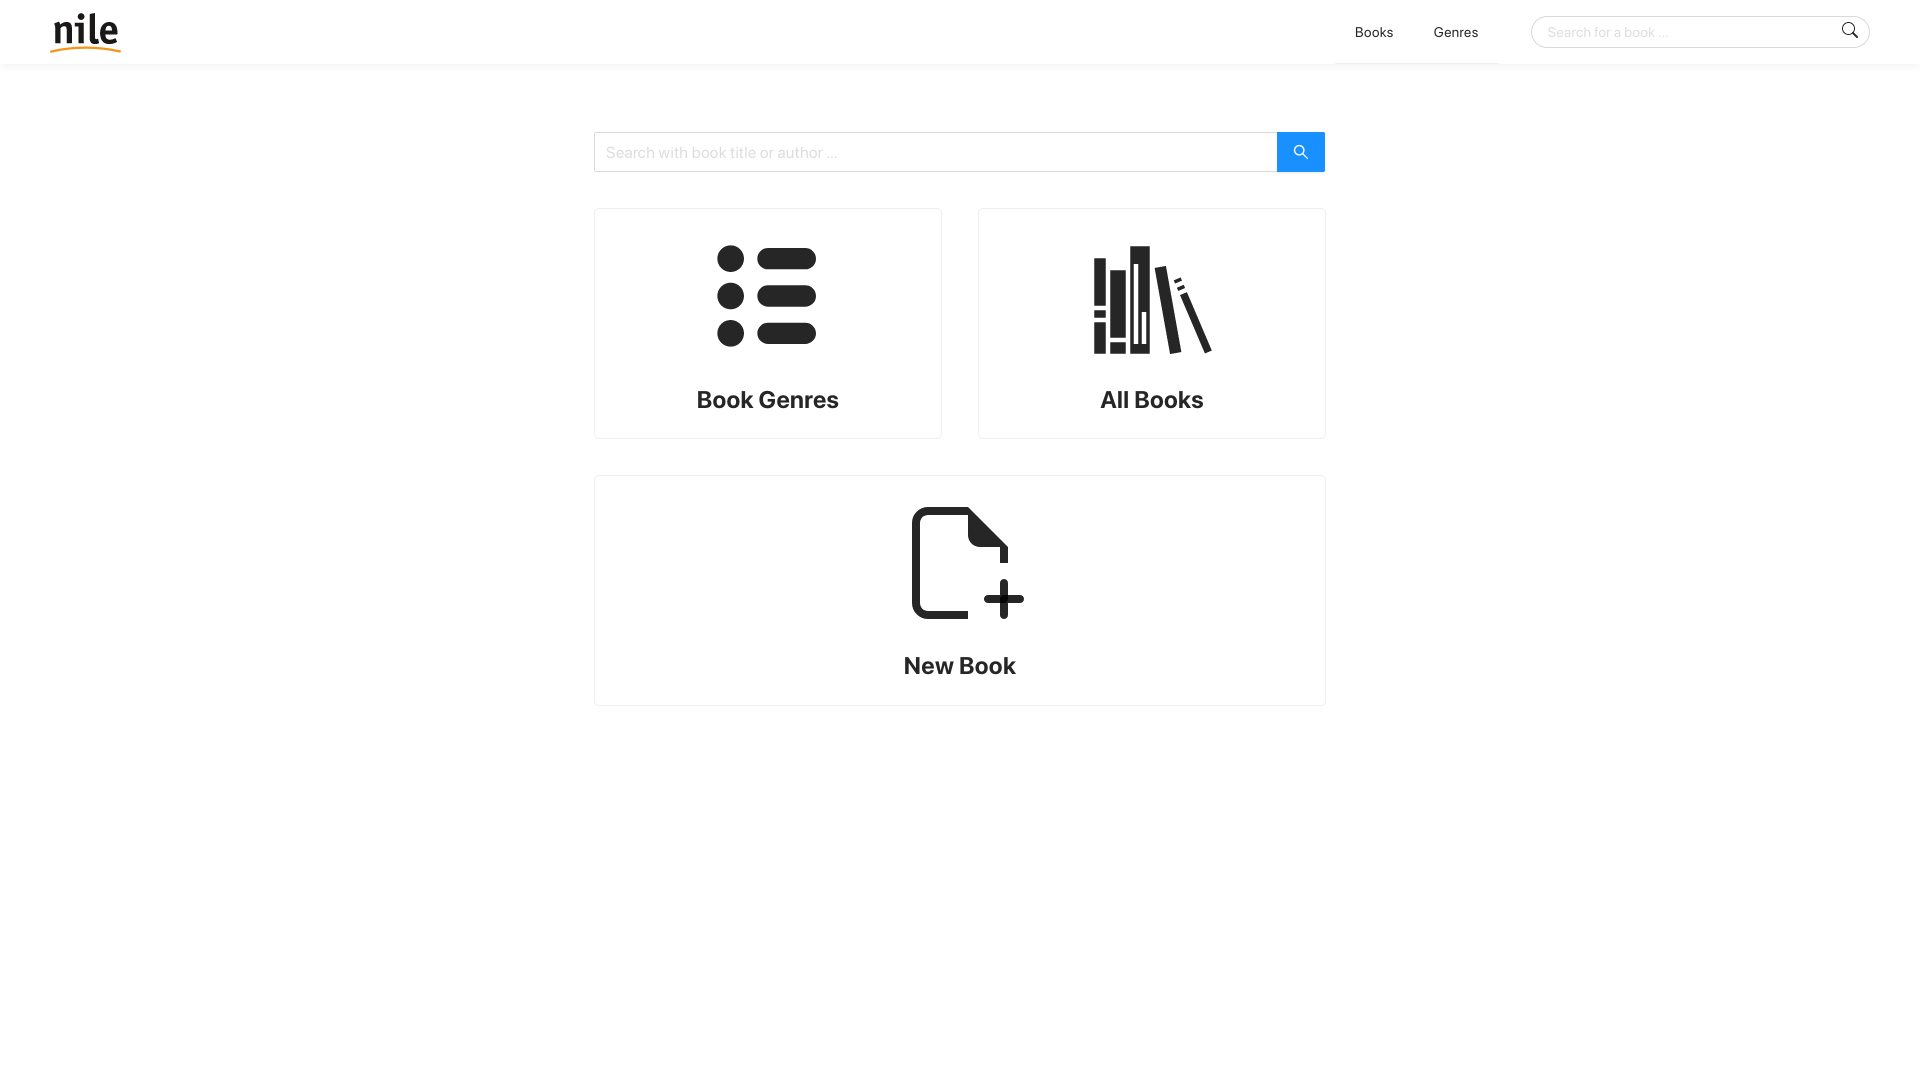 nile
Books
Genres
Search for a book ...
Search with book title or author ...
Book Genres
All Books
New Book